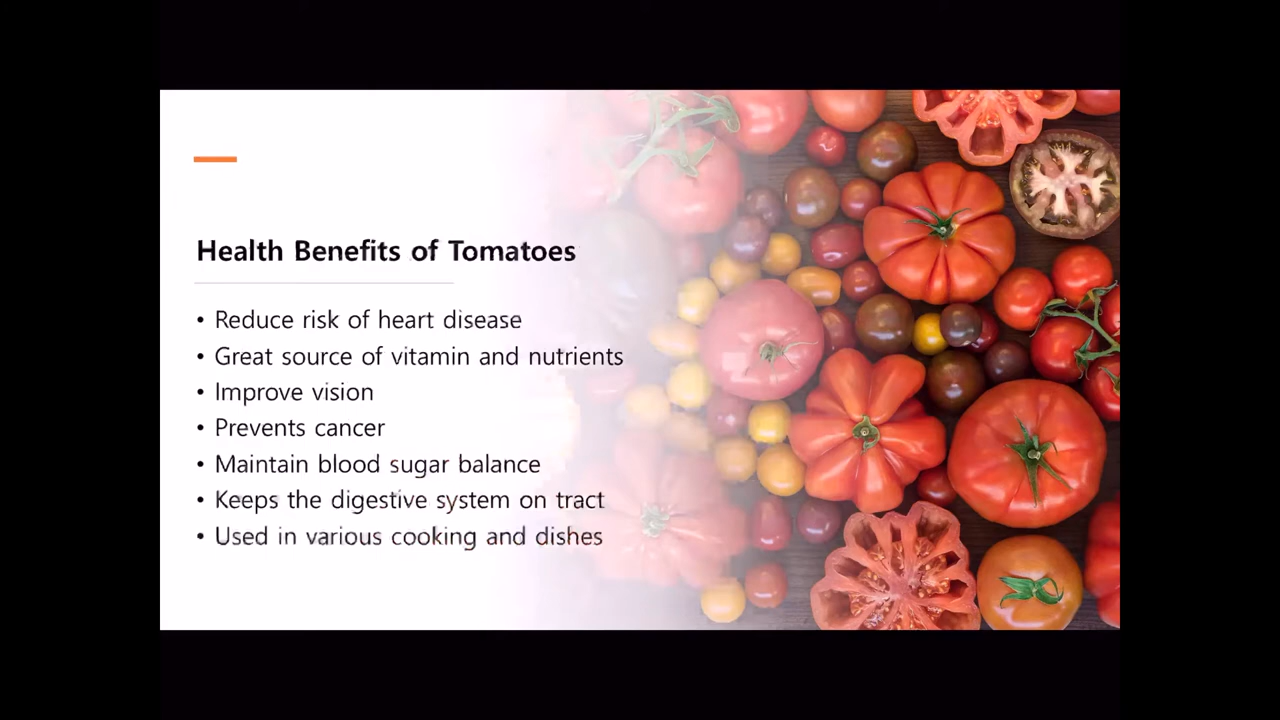 Health Benefits of Tomatoes
• Reduce risk of heart disease
• Great source of vitamin and nutrients
• Improve vision
• Prevents cancer
• Maintain blood sugar balance
• Keeps the digestive system on tract
• Used in various cooking and dishes